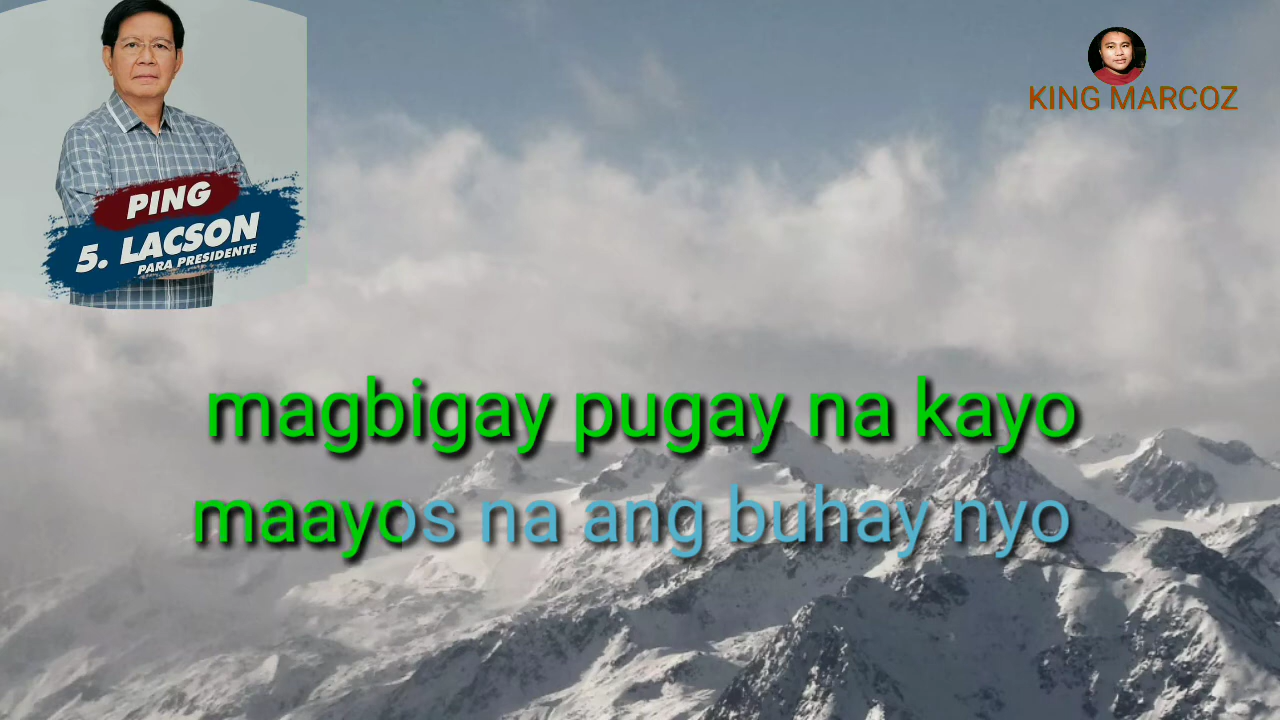 PING
5. LACSON
PARA PRESIDENTE
KING MARCOZ
magbigay pugay na kayo
maayos na ang buhay nyo